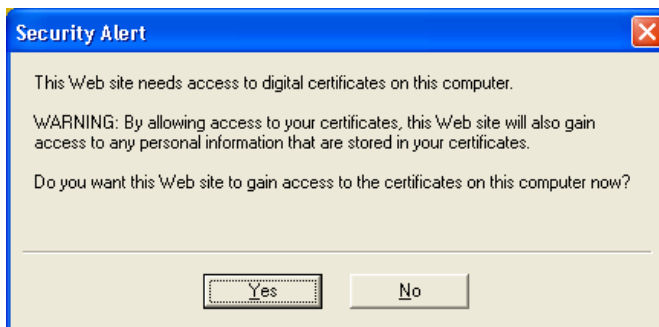 Security Alert
This Web site needs access to digital certificates on this computer.
WARNING: By allowing access to your certificates, this Web site will also gain
access to any personal information that are stored in your certificates.
Do you want this Web site to gain access to the certificates on this computer now?
Yes No